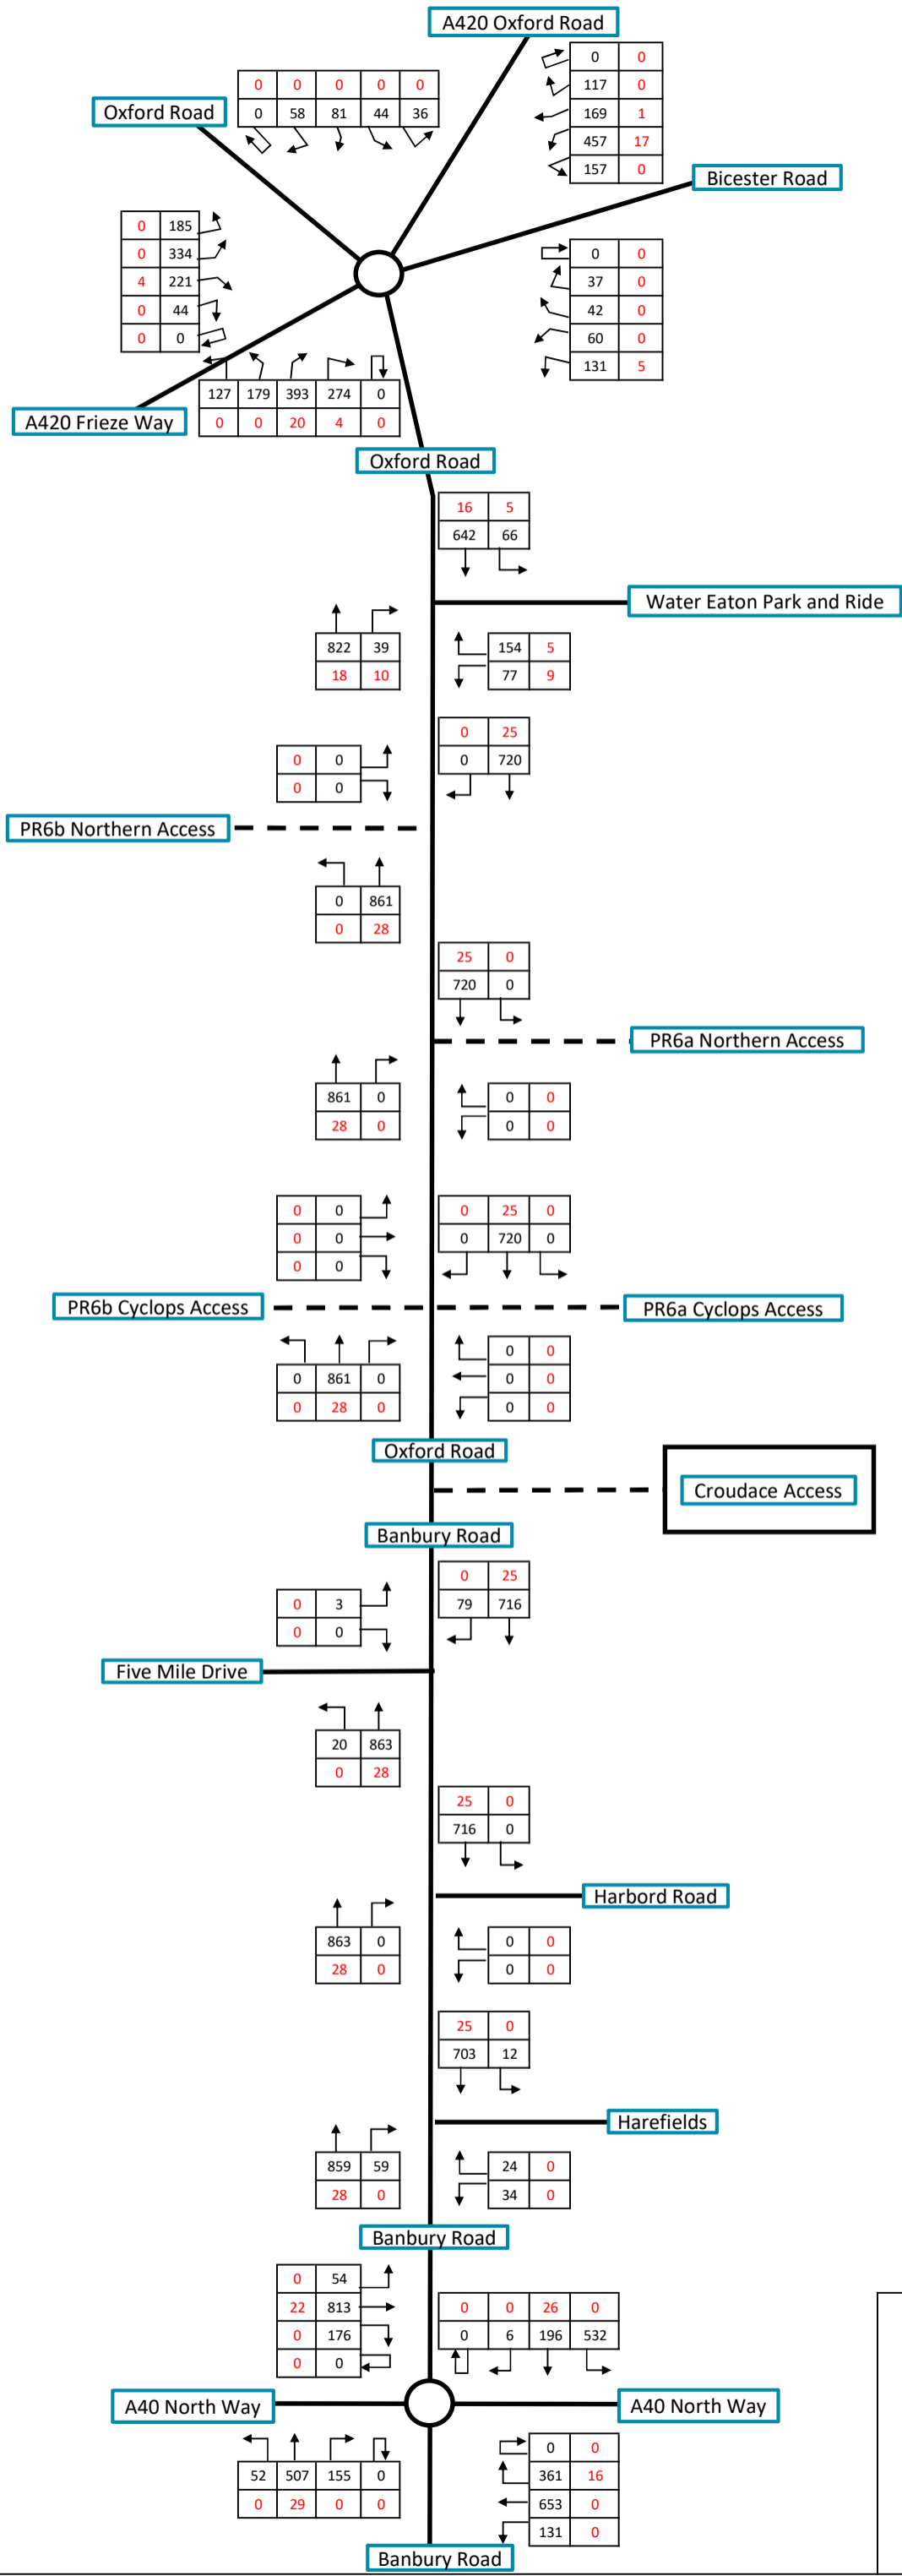 A420 Oxford Road
0 0
117 0
169 1
457 17
157 0
0 0 0 0 0
0 58 81 44 36
Oxford Road
Bicester Road
0 185
0 334
4 221
0 44
0 0
0 0
37 0
42 0
60 0
131 5
127 179 393 274 0
0 0 20 4 0
A420 Frieze Way
Oxford Road
16 5
642 66
Water Eaton Park and Ride
822 39
18 10
154 5
77 9
0 25
0 720
0 0
0 0
PR6b Northern Access
0 861
0 28
25 0
720 0
PR6a Northern Access
861 0
28 0
0 0
0 0
0 0
0 0
0 0
0 25 0
0 720 0
PR6b Cyclops Access
PR6a Cyclops Access
0 861 0
0 28 0
0 0
0 0
0 0
Oxford Road
Croudace Access
Banbury Road
0 25
79 716
0 3
0 0
Five Mile Drive
20 863
0 28
25 0
716 0
Harbord Road
863 0
28 0
0 0
0 0
25 0
703 12
Harefields
859 59
28 0
24 0
34 0
Banbury Road
0 54
22 813
0 176
0 0
0 0 26 0
0 6 196 532
A40 North Way
A40 North Way
52 507 155 0
0 29 0 0
0 0
361 16
653 0
131 0
Banbury Road